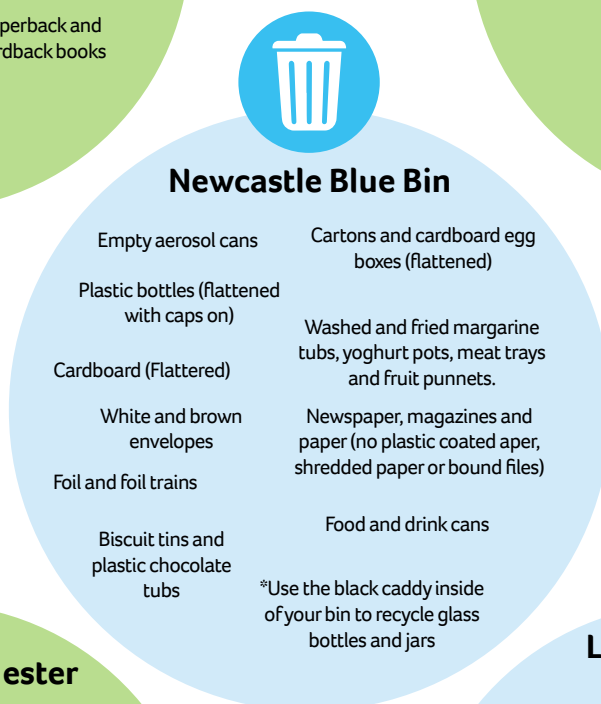 perback and
rdback books
Newcastle Blue Bin
Empty aerosol cans
Plastic bottles (flattened
with caps on)
Cardboard (Flattered)
White and brown
envelopes
Foil and foil trains
Biscuit tins and
plastic chocolate
tubs
Cartons and cardboard egg
boxes (flattened)
Washed and fried margarine
tubs, yoghurt pots, meat trays
and fruit punnets.
Newspaper, magazines and
paper (no plastic coated aper,
shredded paper or bound files)
Food and drink cans
*Use the black caddy inside
of your bin to recycle glass
bottles and jars
ester
L